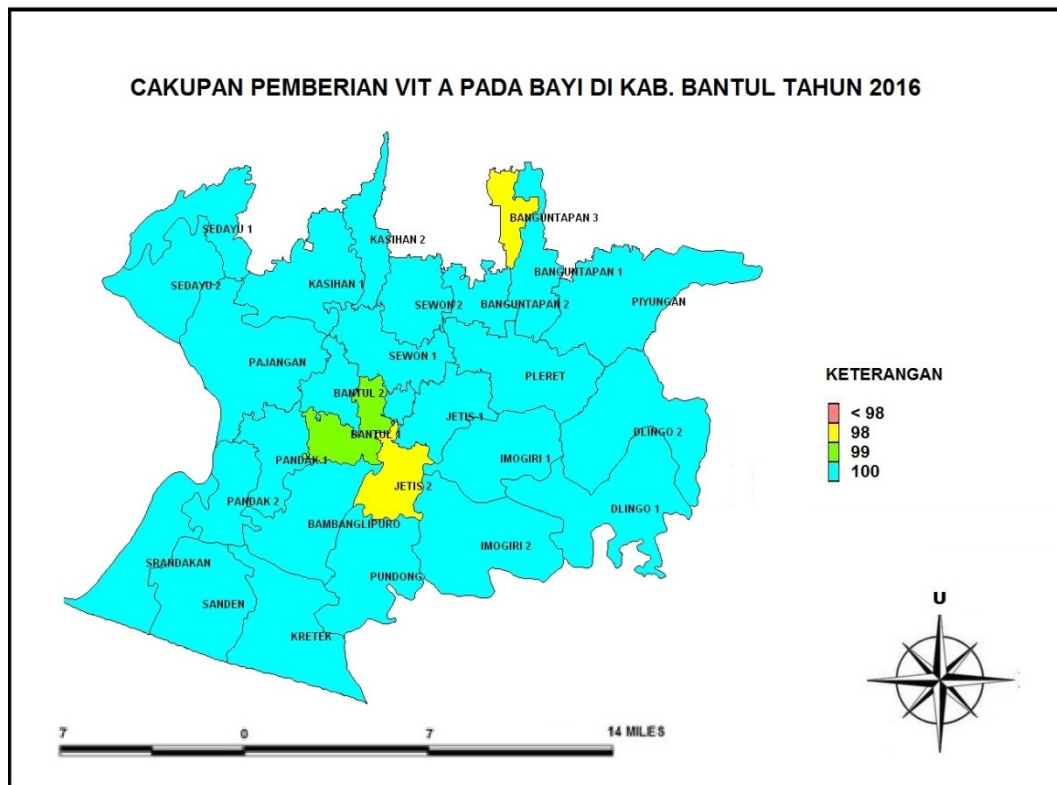 CAKUPAN PEMBERIAN VIT A PADA BAYI DI KAB. BANTUL TAHUN 2016
BANGUNTAPAN 3
SEDAYU 1
KASIHAN 2
BANGUNTAPAN 1
SEDAYU 2
KASIHAN 1
SEWON 2
BANGUNTAPAN 2
PIYUNGAN
PAJANGAN
SEWON 1
PLERET
BANTUL 2
JETIS 1
BANTUL 1
DLINGO 2
PANDAK 1
IMOGIRI 1
JETIS 2
PANDAK 2
BAMBANGLIPURO
DLINGO 1
IMOGIRI 2
SRANDAKAN
PUNDONG
SANDEN
KRETEK
KETERANGAN
< 98
98
99
100
U
7 0 7 14 MILES